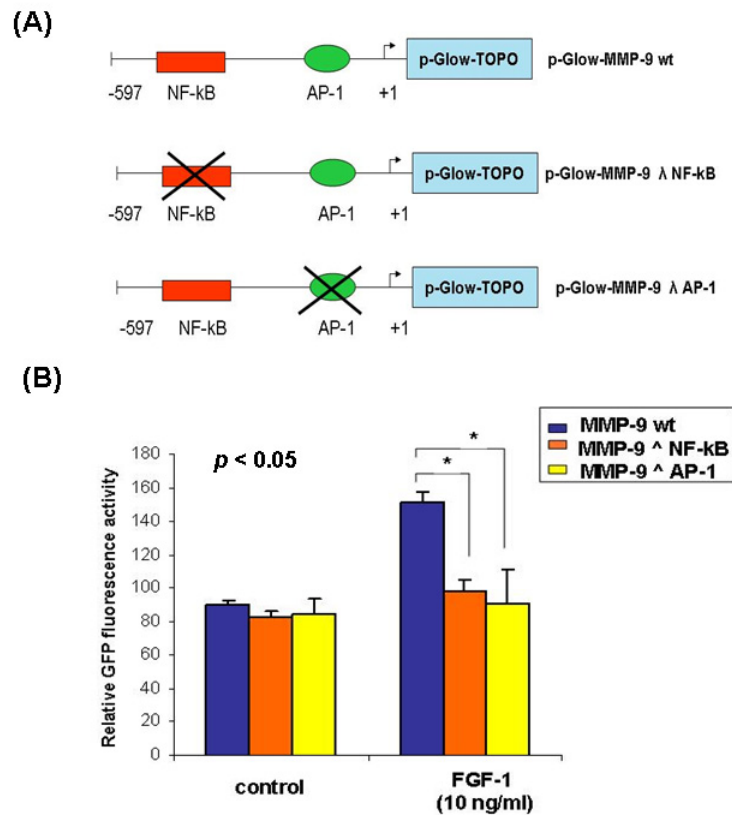 (A)
p-Glow-TOPO p-Glow-MMP-9 wt
-597 NF-kB AP-1 +1
p-Glow-TOPO p-Glow-MMP-9 λ NF-kB
-597 NF-kB AP-1 +1
p-Glow-TOPO p-Glow-MMP-9 λ AP-1
-597 NF-kB AP-1 +1
(B)
MMP-9 wt
MMP-9 ^ NF-kB
MMP-9 ^ AP-1
p < 0.05
* *
Relative GFP fluorescence activity
180
160
140
120
100
80
60
40
20
0
control FGF-1
(10 ng/ml)